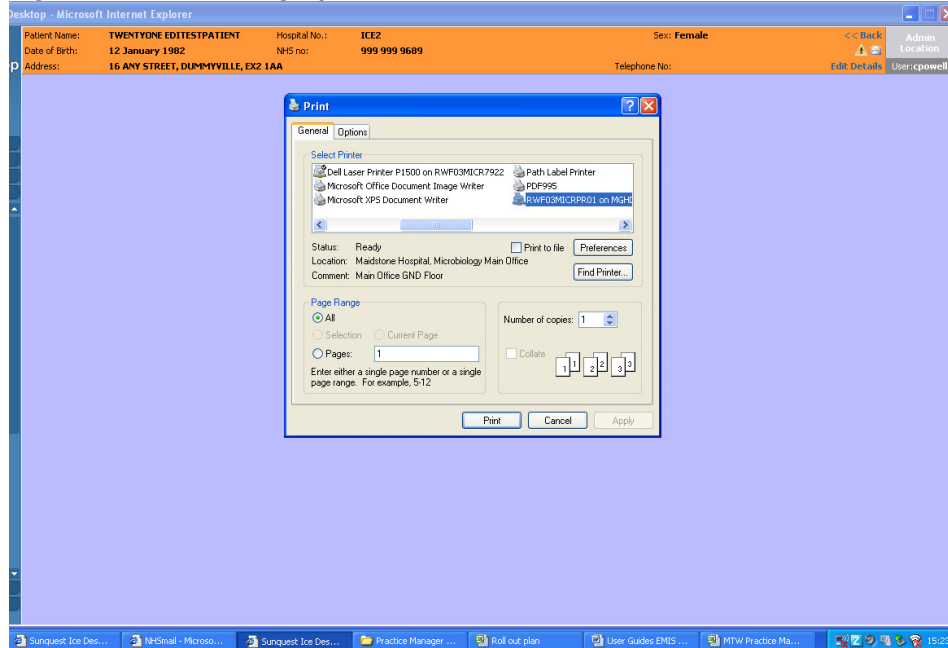 Desktop - Microsoft Internet Explorer
Patient Name: TWENTYONE EDITESTPATIENT Hospital No.: ICE2 Sex: Female << Back Admin
Date of Birth: 12 January 1982 NHS no: 999 999 9689 Location
Address: 16 ANY STREET, DUMMYVILLE, EX2 1AA Telephone No: Edit Details User:cpowell
Print
General Options
Select Printer
Dell Laser Printer P1500 on RWF03MICR7922 Path Label Printer
Microsoft Office Document Image Writer PDF995
Microsoft XPS Document Writer RWF03MICRPR01 on MGHD
Status: Ready Print to file Preferences
Location: Maidstone Hospital, Microbiology Main Office
Comment: Main Office GND Floor Find Printer...
Page Range
All Number of copies: 1
Selection Current Page
Pages: 1 Collate 1 1 2 2 3 3
Enter either a single page number or a single
page range. For example, 5-12
Print Cancel Apply
Sunquest Ice Des... NHSmail - Microso... Sunquest Ice Des... Practice Manager ... Roll out plan User Guides EMIS ... MTW Practice Ma... 15:23